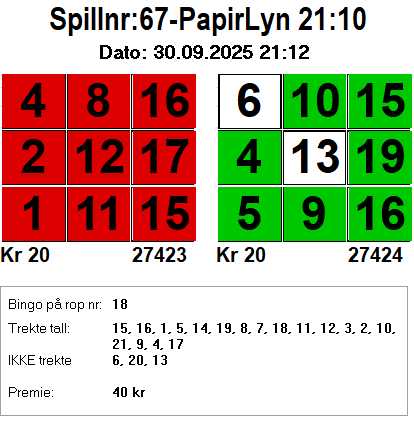 Spillnr:67-PapirLyn 21:10
Dato: 30.09.2025 21:12
4 8 16 6 10 15
2 12 17 4 13 19
1 11 15 5 9 16
Kr 20 27423 Kr 20 27424
Bingo på rop nr: 18
Trekte tall: 15, 16, 1, 5, 14, 19, 8, 7, 18, 11, 12, 3, 2, 10,
21, 9, 4, 17
IKKE trekte 6, 20, 13
Premie: 40 kr